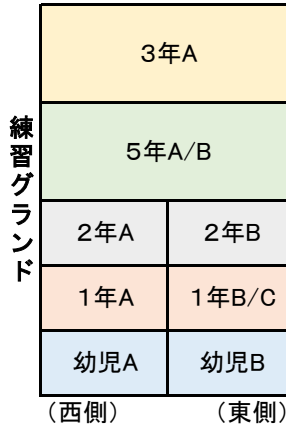 練習グランド
３年A
５年A/B
２年A ２年B
１年A １年B/C
幼児A 幼児B
（西側） （東側）